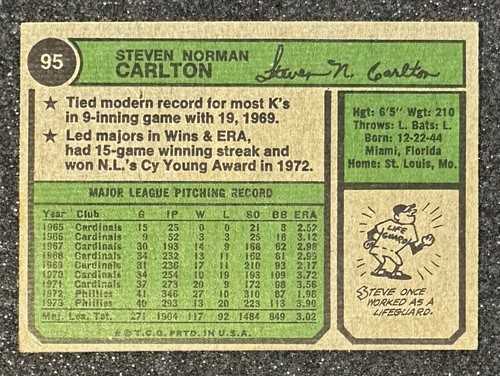 95
STEVEN NORMAN
CARLTON
Steven N. Carlton
★ Tied modern record for most K's
in 9-inning game with 19, 1969.
★ Led majors in Wins & ERA,
had 15-game winning streak and
won N.L.'s Cy Young Award in 1972.
Hgt: 6'5" Wgt: 210
Throws: L. Bats: L.
Born: 12-22-44
Miami, Florida
Home: St. Louis, Mo.
MAJOR LEAGUE PITCHING RECORD
Year Club G IP W L SO BB ERA
1965 Cardinals 15 25 0 0 21 8 2.52
1966 Cardinals 9 52 3 3 25 18 3.12
1967 Cardinals 30 193 14 9 168 62 2.98
1968 Cardinals 34 232 13 11 162 61 2.99
1969 Cardinals 31 236 17 11 210 93 2.17
1970 Cardinals 34 254 10 19 193 109 3.72
1971 Cardinals 37 273 20 9 172 98 3.56
1972 Phillies 41 346 27 10 310 87 1.98
1973 Phillies 40 293 13 20 223 113 3.90
Maj. Lea. Tot. 271 1904 117 92 1484 649 3.02
★ © T.C.G. PRTD. IN U.S.A.
LIFE
GUARD
STEVE ONCE
WORKED AS A
LIFEGUARD.